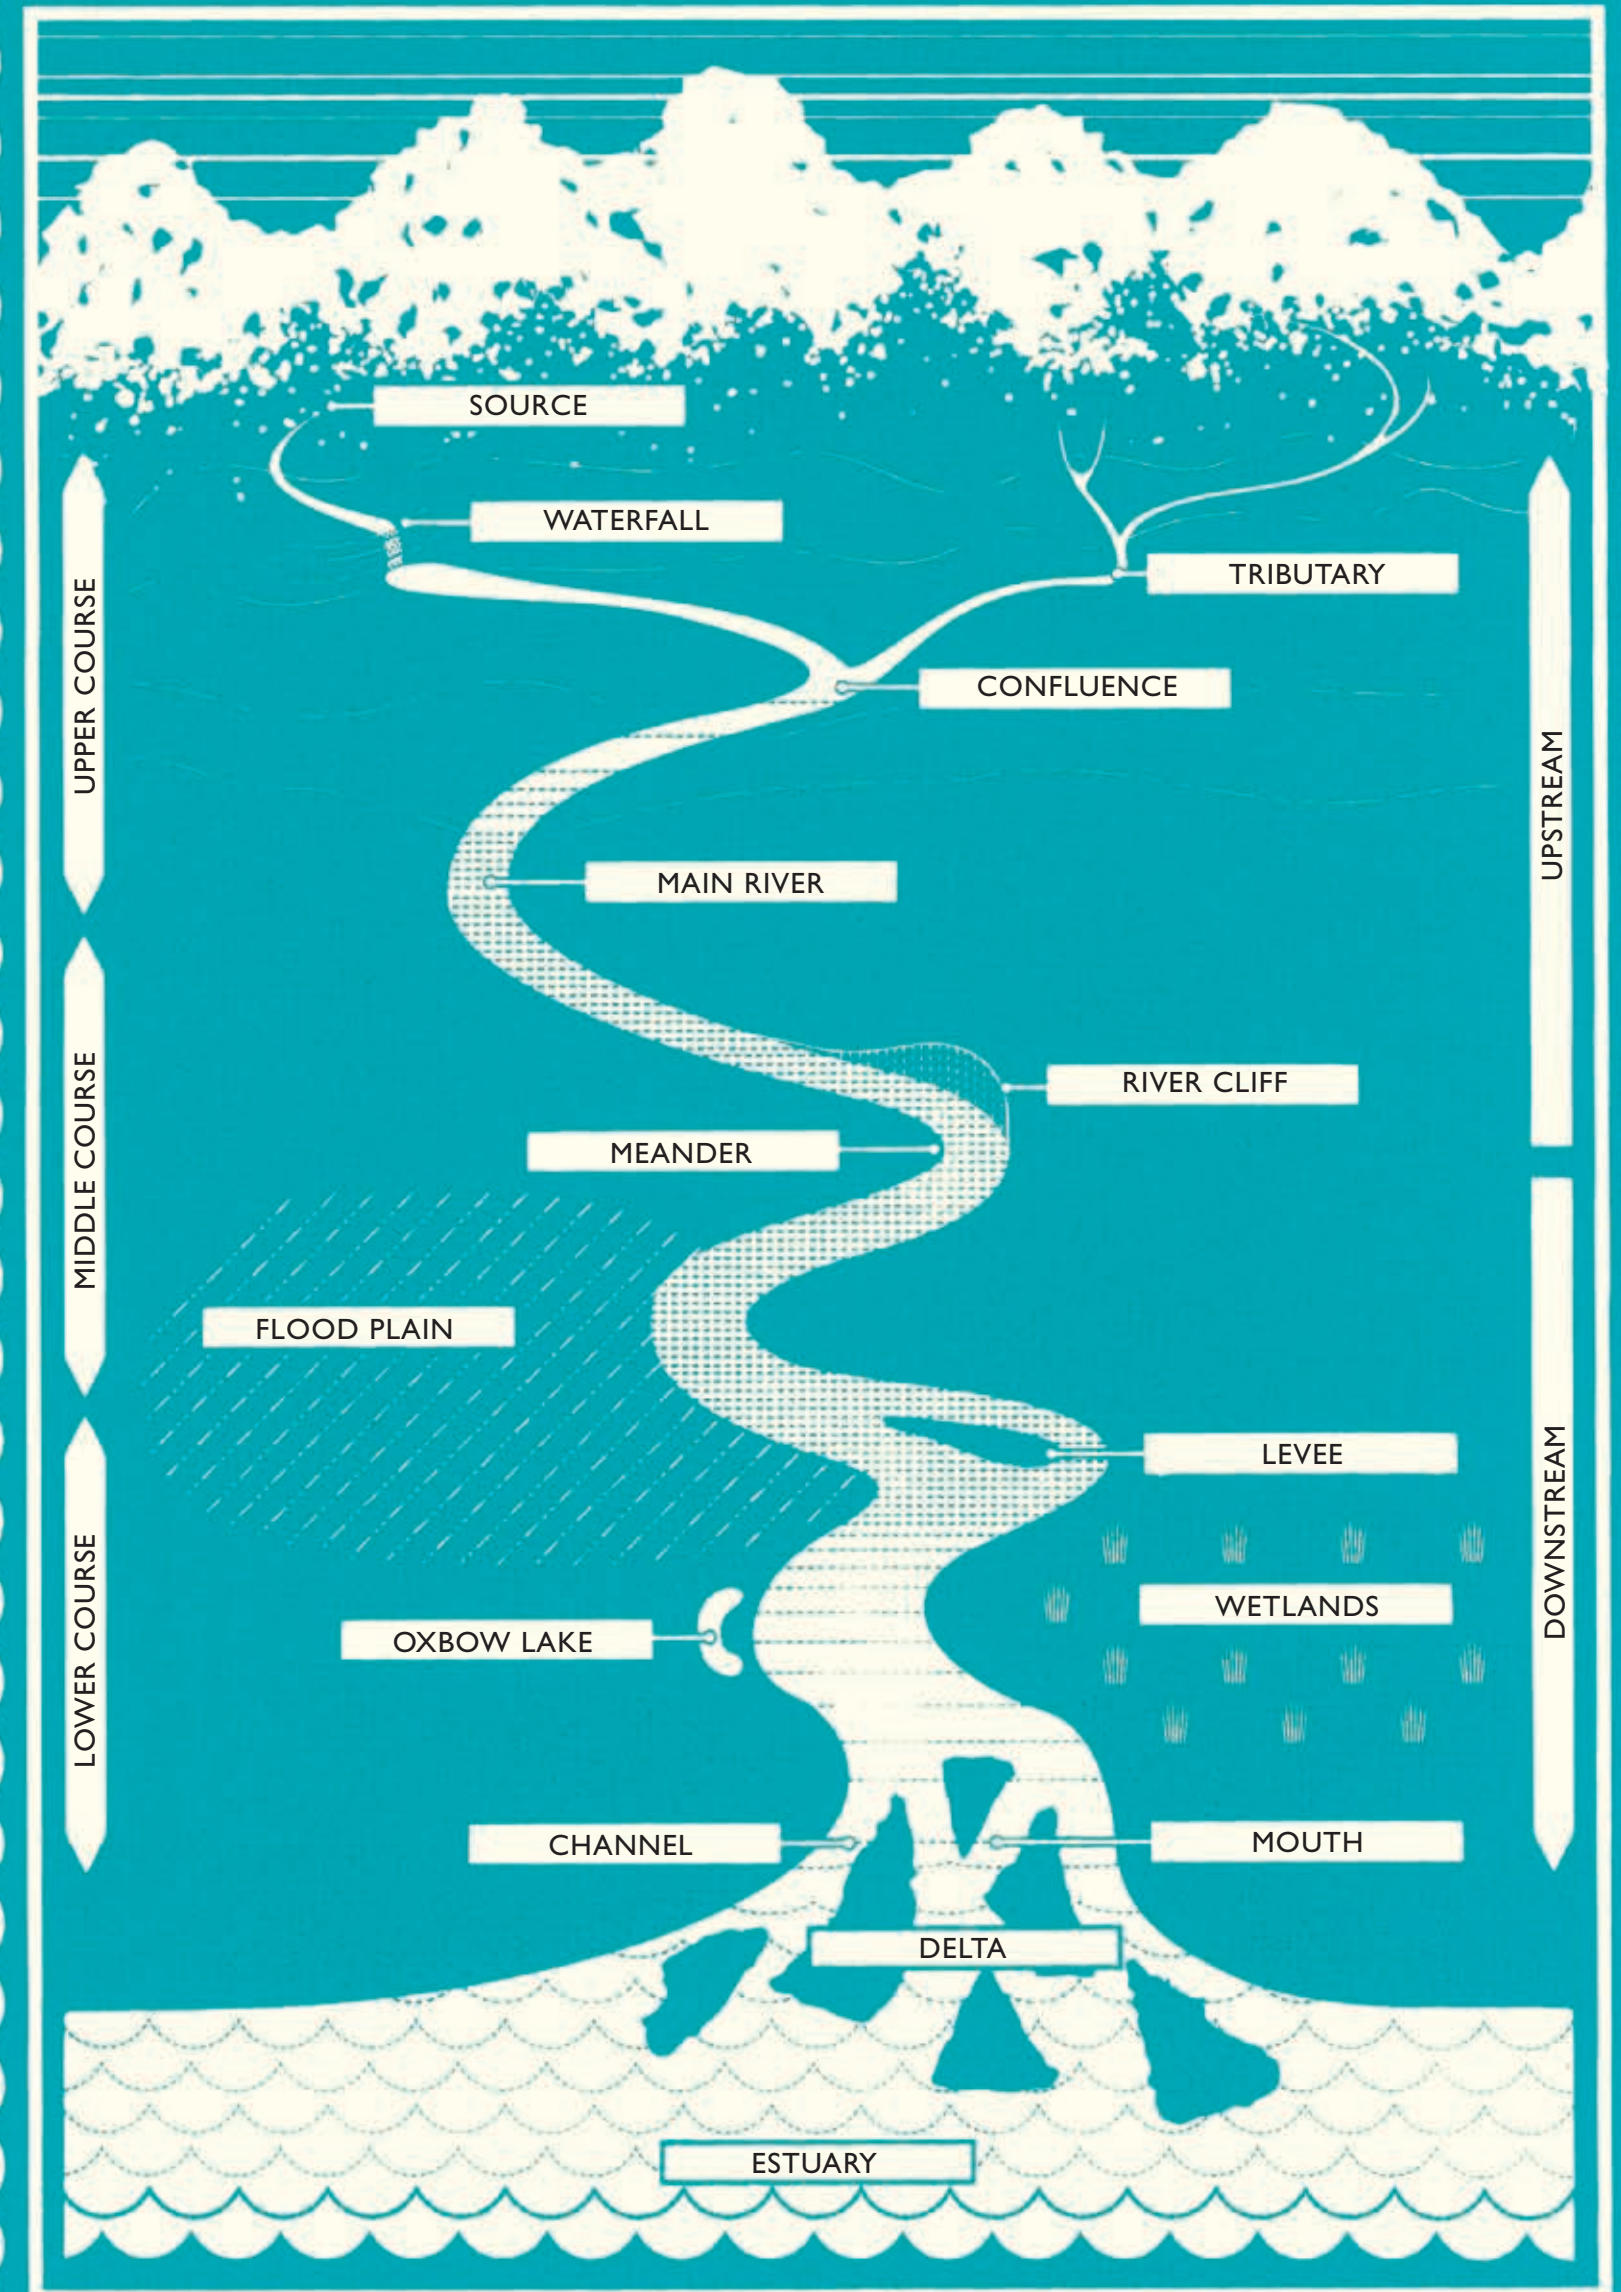 SOURCE
WATERFALL
TRIBUTARY
UPPER COURSE
CONFLUENCE
UPSTREAM
MAIN RIVER
RIVER CLIFF
MEANDER
MIDDLE COURSE
FLOOD PLAIN
LEVEE
DOWNSTREAM
WETLANDS
OXBOW LAKE
LOWER COURSE
CHANNEL
MOUTH
DELTA
ESTUARY